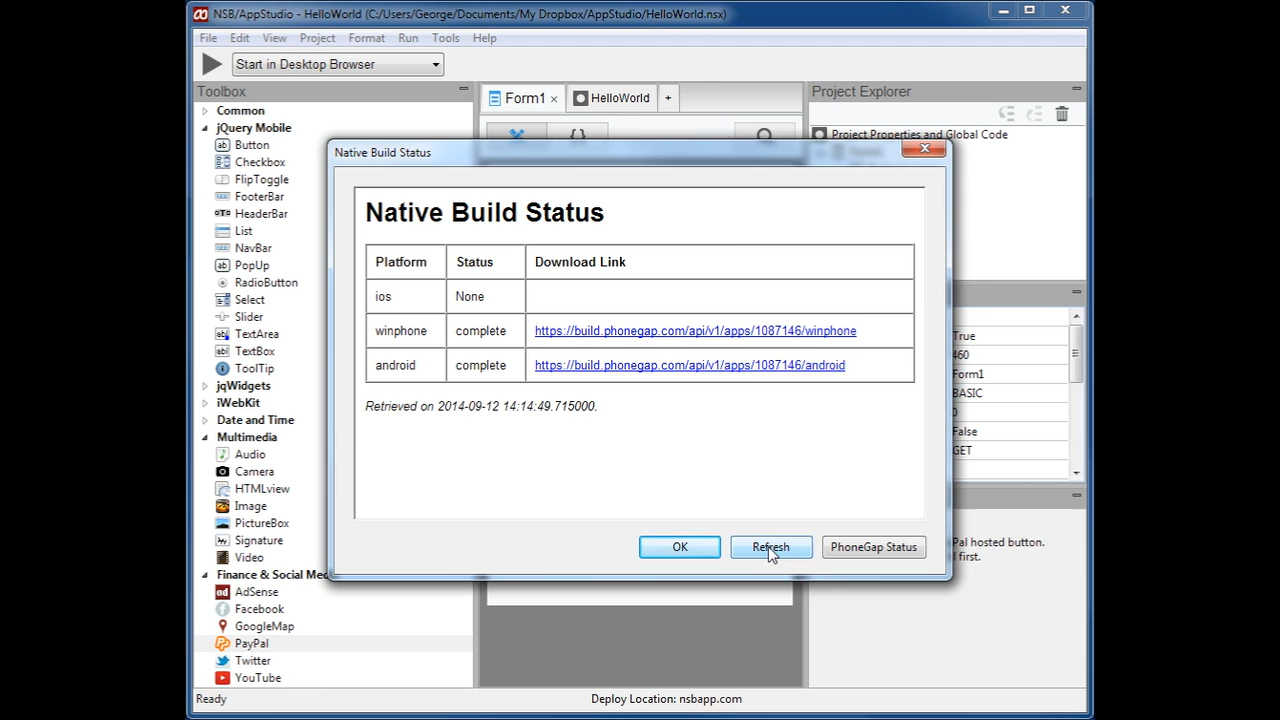 NSB/AppStudio - HelloWorld (C:/Users/George/Documents/My Dropbox/AppStudio/HelloWorld.nsx)
File Edit View Project Format Run Tools Help
Start in Desktop Browser
Toolbox
Common
jQuery Mobile
Button
Checkbox
FlipToggle
FooterBar
HeaderBar
List
NavBar
PopUp
RadioButton
Select
Slider
TextArea
TextBox
ToolTip
jqWidgets
iWebKit
Date and Time
Multimedia
Audio
Camera
HTMLview
Image
PictureBox
Signature
Video
Finance & Social Me
AdSense
Facebook
GoogleMap
PayPal
Twitter
YouTube
Form1 HelloWorld +
Project Explorer
Project Properties and Global Code
Native Build Status
Native Build Status
Platform Status Download Link
ios None
winphone complete https://build.phonegap.com/api/v1/apps/1087146/winphone
android complete https://build.phonegap.com/api/v1/apps/1087146/android
Retrieved on 2014-09-12 14:14:49.715000.
OK Refresh PhoneGap Status
True
460
Form1
BASIC
0
False
GET
Pal hosted button.
first.
Ready
Deploy Location: nsbapp.com